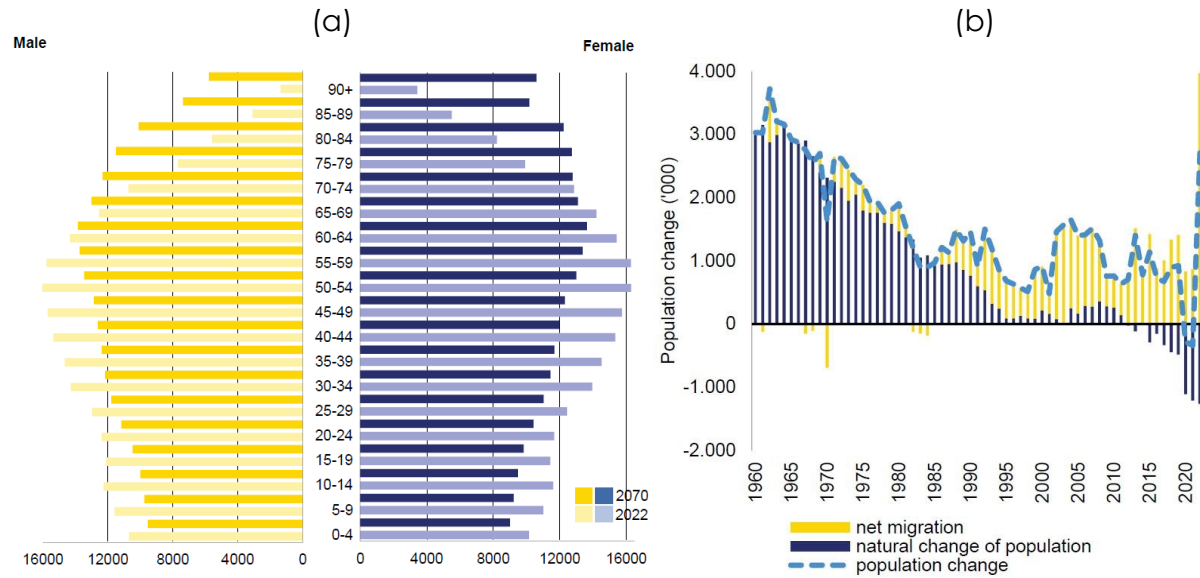 (a)
Male
Female
90+
85-89
80-84
75-79
70-74
65-69
60-64
55-59
50-54
45-49
40-44
35-39
30-34
25-29
20-24
15-19
10-14
5-9
0-4
2070
2022
16000 12000 8000 4000 0
0 4000 8000 12000 16000
(b)
Population change ('000)
4.000
3.000
2.000
1.000
0
-1.000
-2.000
1960 1965 1970 1975 1980 1985 1990 1995 2000 2005 2010 2015 2020
net migration
natural change of population
population change